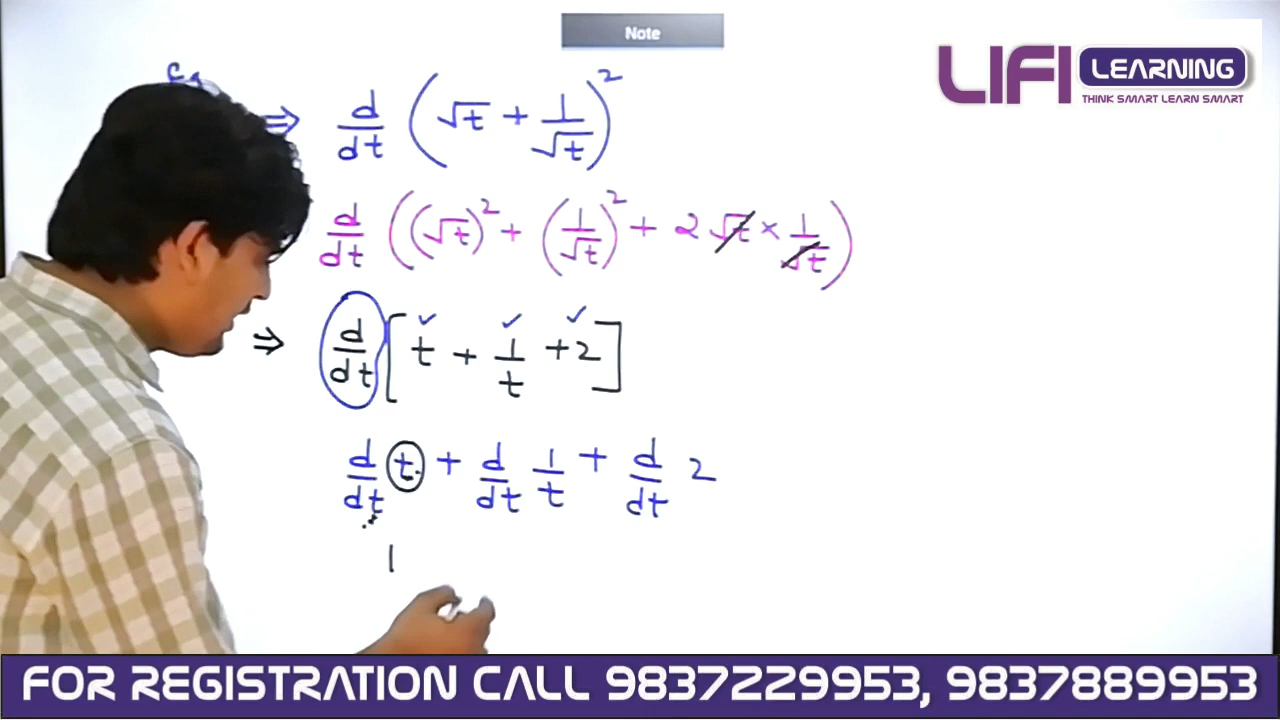 Note
LIFI LEARNING
THINK SMART LEARN SMART
⇒ d/dt (√t + 1/√t)²
d/dt ((√t)² + (1/√t)² + 2 √t × 1/√t)
⇒ d/dt [t + 1/t + 2]
d/dt t + d/dt 1/t + d/dt 2
1
FOR REGISTRATION CALL 9837229953, 9837889953